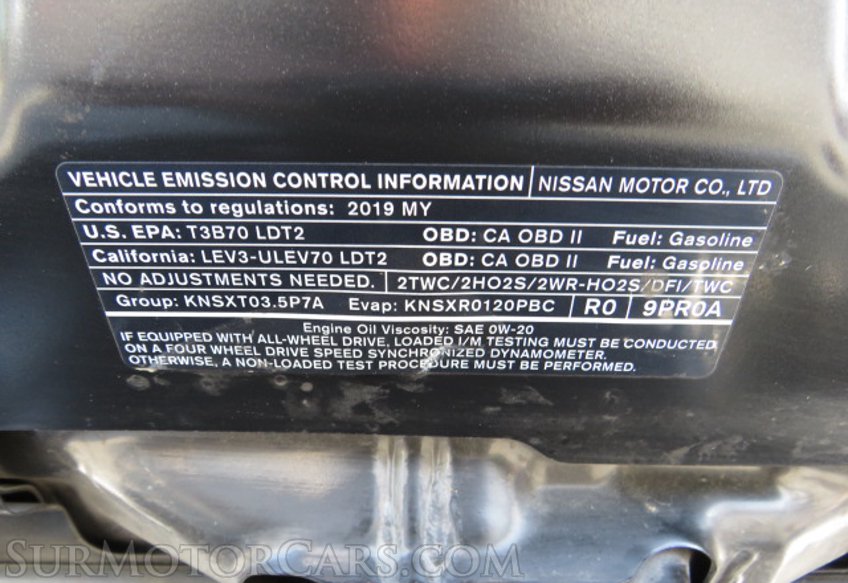 VEHICLE EMISSION CONTROL INFORMATION NISSAN MOTOR CO., LTD
Conforms to regulations: 2019 MY
U.S. EPA: T3B70 LDT2 OBD: CA OBD II Fuel: Gasoline
California: LEV3-ULEV70 LDT2 OBD: CA OBD II Fuel: Gasoline
NO ADJUSTMENTS NEEDED. 2TWC/2HO2S/2WR-HO2S/DFI/TWC
Group: KNSXT03.5P7A Evap: KNSXR0120PBC R0 9PR0A
Engine Oil Viscosity: SAE 0W-20
IF EQUIPPED WITH ALL-WHEEL DRIVE, LOADED I/M TESTING MUST BE CONDUCTED
ON A FOUR WHEEL DRIVE SPEED SYNCHRONIZED DYNAMOMETER.
OTHERWISE, A NON-LOADED TEST PROCEDURE MUST BE PERFORMED.
SURMOTORCARS.COM